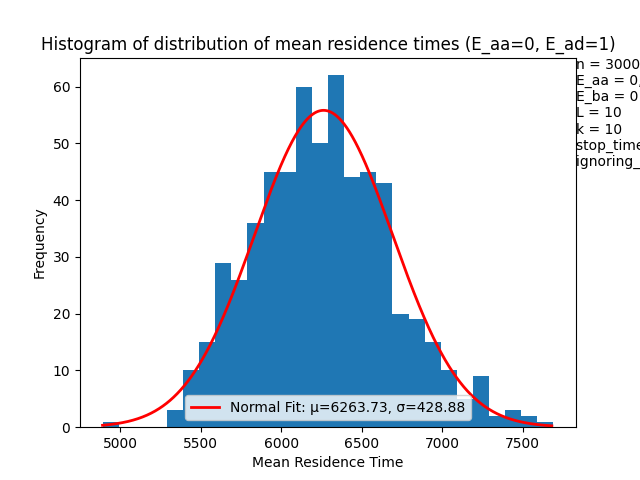 Histogram of distribution of mean residence times (E_aa=0, E_ad=1)
n = 3000
E_aa = 0,
E_ba = 0
L = 10
k = 10
stop_time
ignoring_
Frequency
60
50
40
30
20
10
0
Normal Fit: μ=6263.73, σ=428.88
5000 5500 6000 6500 7000 7500
Mean Residence Time